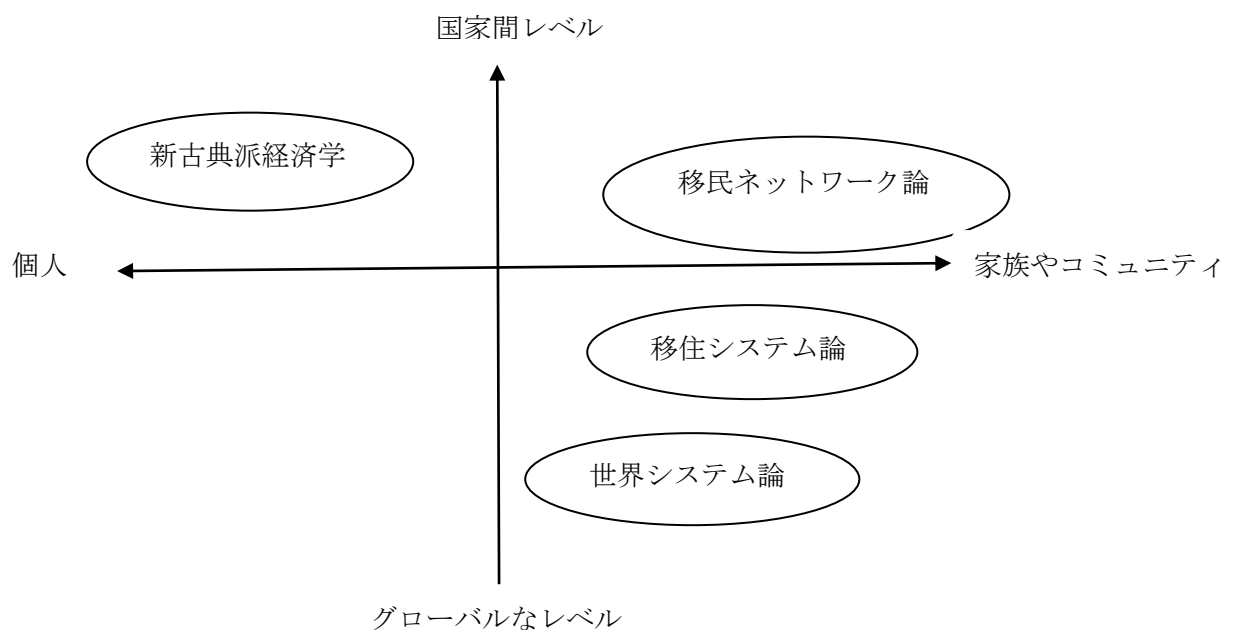 国家間レベル
新古典派経済学
移民ネットワーク論
個人
家族やコミュニティ
移住システム論
世界システム論
グローバルなレベル